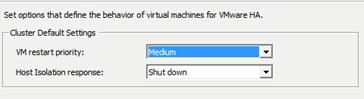 Set options that define the behavior of virtual machines for VMware HA.
Cluster Default Settings
VM restart priority: Medium
Host Isolation response: Shut down